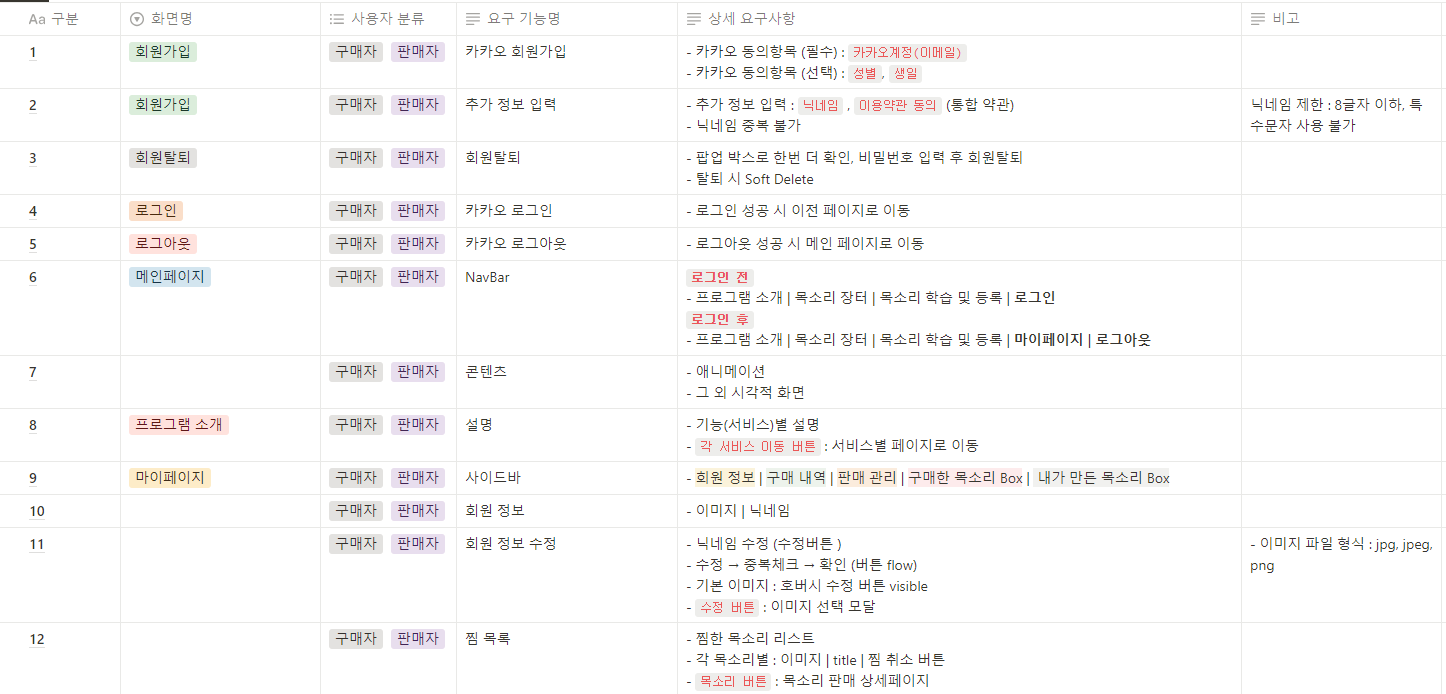 Aa 구분 화면명 사용자 분류 요구 기능명 상세 요구사항 비고
1 회원가입 구매자 판매자 카카오 회원가입 - 카카오 동의항목 (필수) : 카카오계정(이메일)
- 카카오 동의항목 (선택) : 성별 , 생일
2 회원가입 구매자 판매자 추가 정보 입력 - 추가 정보 입력 : 닉네임 , 이용약관 동의 (통합 약관) 닉네임 제한 : 8글자 이하, 특
- 닉네임 중복 불가 수문자 사용 불가
3 회원탈퇴 구매자 판매자 회원탈퇴 - 팝업 박스로 한번 더 확인, 비밀번호 입력 후 회원탈퇴
- 탈퇴 시 Soft Delete
4 로그인 구매자 판매자 카카오 로그인 - 로그인 성공 시 이전 페이지로 이동
5 로그아웃 구매자 판매자 카카오 로그아웃 - 로그아웃 성공 시 메인 페이지로 이동
6 메인페이지 구매자 판매자 NavBar 로그인 전
- 프로그램 소개 | 목소리 장터 | 목소리 학습 및 등록 | 로그인
로그인 후
- 프로그램 소개 | 목소리 장터 | 목소리 학습 및 등록 | 마이페이지 | 로그아웃
7 구매자 판매자 콘텐츠 - 애니메이션
- 그 외 시각적 화면
8 프로그램 소개 구매자 판매자 설명 - 기능(서비스)별 설명
- 각 서비스 이동 버튼 : 서비스별 페이지로 이동
9 마이페이지 구매자 판매자 사이드바 - 회원 정보 | 구매 내역 | 판매 관리 | 구매한 목소리 Box | 내가 만든 목소리 Box
10 구매자 판매자 회원 정보 - 이미지 | 닉네임
11 구매자 판매자 회원 정보 수정 - 닉네임 수정 (수정버튼 ) - 이미지 파일 형식 : jpg, jpeg,
- 수정 → 중복체크 → 확인 (버튼 flow) png
- 기본 이미지 : 호버시 수정 버튼 visible
- 수정 버튼 : 이미지 선택 모달
12 구매자 판매자 찜 목록 - 찜한 목소리 리스트
- 각 목소리별 : 이미지 | title | 찜 취소 버튼
- 목소리 버튼 : 목소리 판매 상세페이지